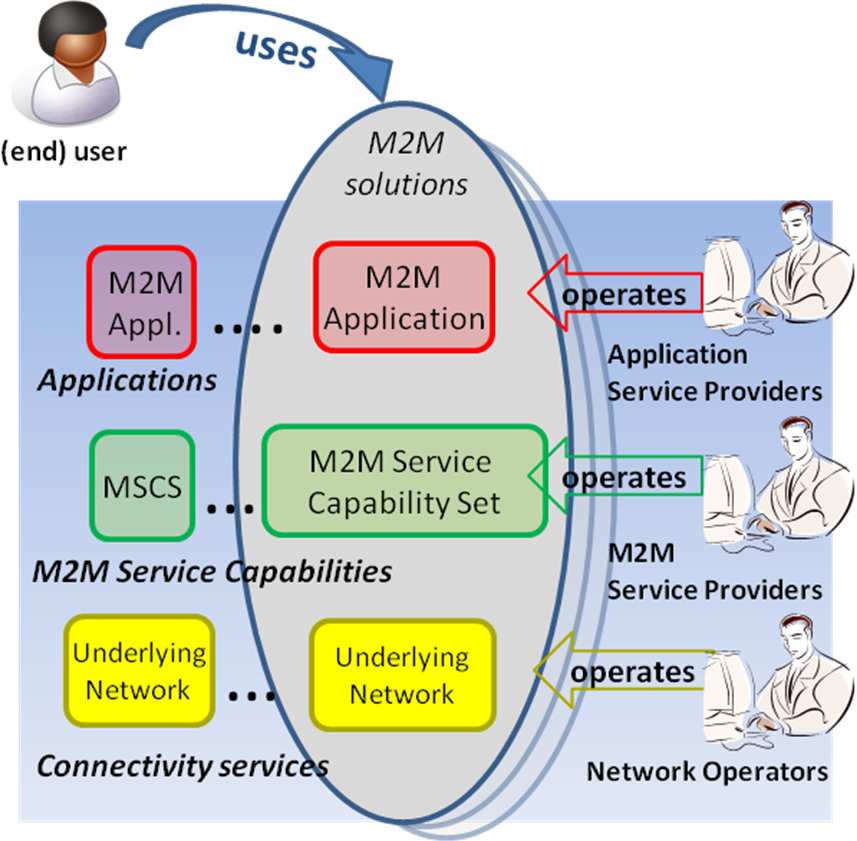 uses
(end) user
M2M
solutions
M2M
Appl.
....
M2M
Application
operates
Applications
Application
Service Providers
MSCS
...
M2M Service
Capability Set
operates
M2M Service Capabilities
M2M
Service Providers
Underlying
Network
...
Underlying
Network
operates
Connectivity services
Network Operators